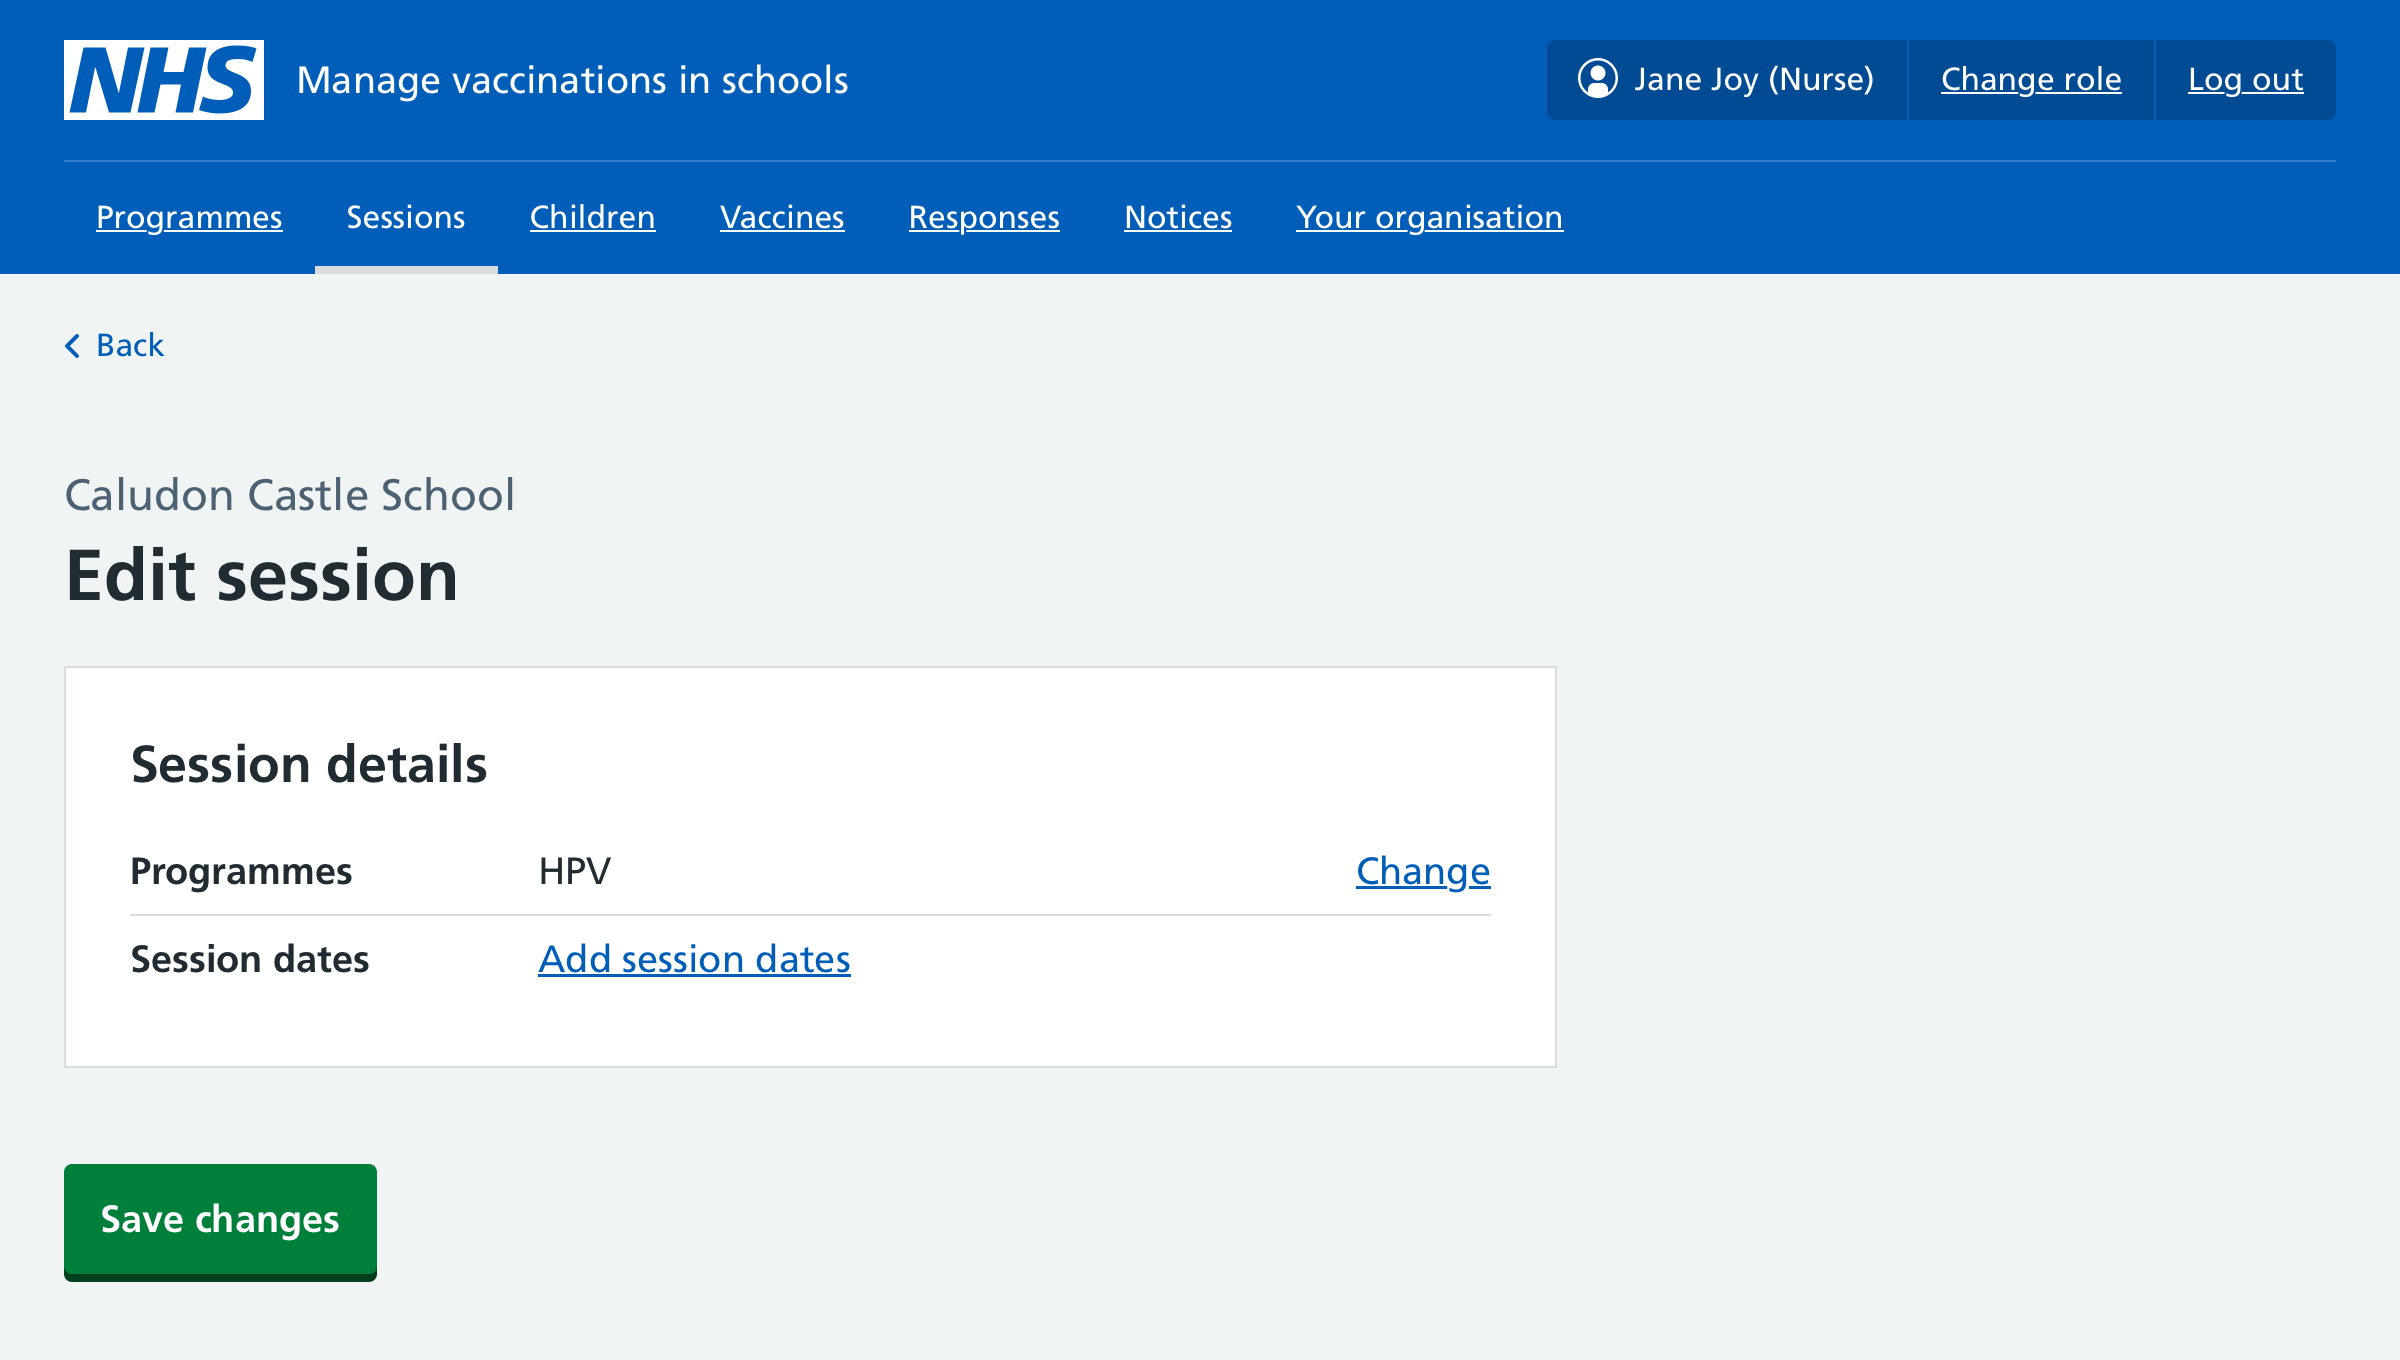 NHS Manage vaccinations in schools Jane Joy (Nurse) Change role Log out
Programmes Sessions Children Vaccines Responses Notices Your organisation
Back
Caludon Castle School
Edit session
Session details
Programmes HPV Change
Session dates Add session dates
Save changes